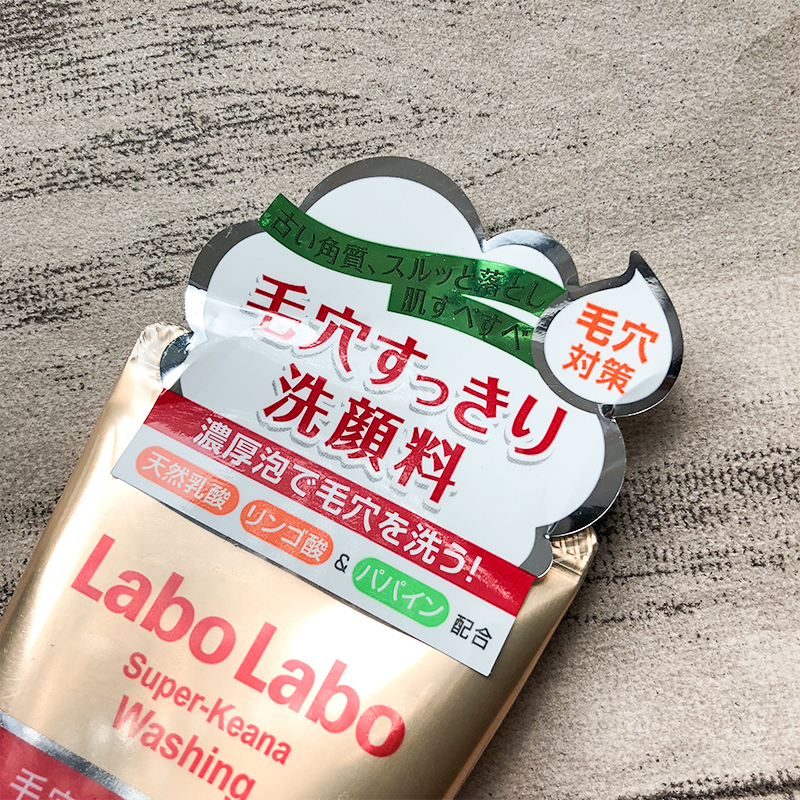 古い角質、スルッと落とし
肌すべすべ
毛穴すっきり
洗顔料
毛穴
対策
濃厚泡で毛穴を洗う!
天然乳酸 リンゴ酸 & パパイン 配合
Labo Labo
Super-Keana
Washing
毛穴